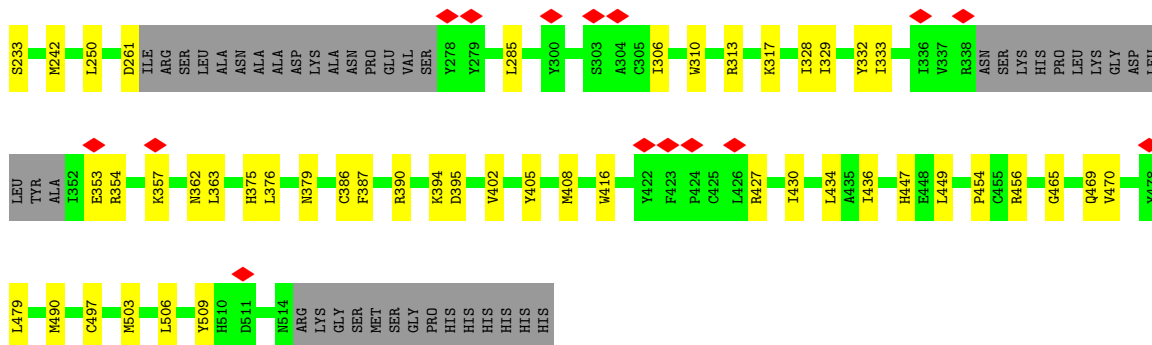 S233 M242 L250 D261 ILE ARG SER LEU ALA ASN ALA ALA ASP LYS ALA ASN PRO GLU VAL SER Y278 Y279 L285 Y300 S303 A304 C305 I306 W310 R313 K317 I328 I329 Y332 I333 I336 V337 R338 ASN SER LYS HIS PRO LEU LYS GLY ASP LEU
LEU TYR ALA I352 E353 R354 K357 N362 L363 H375 L376 N379 C386 F387 R390 K394 D395 V402 Y405 M408 W416 Y422 F423 P424 C425 L426 R427 I430 L434 A435 I436 H447 E448 L449 P454 C455 R456 G465 Q469 V470 Y478
L479 M490 C497 M503 L506 Y509 H510 D511 N514 ARG LYS GLY SER MET SER GLY PRO HIS HIS HIS HIS HIS HIS